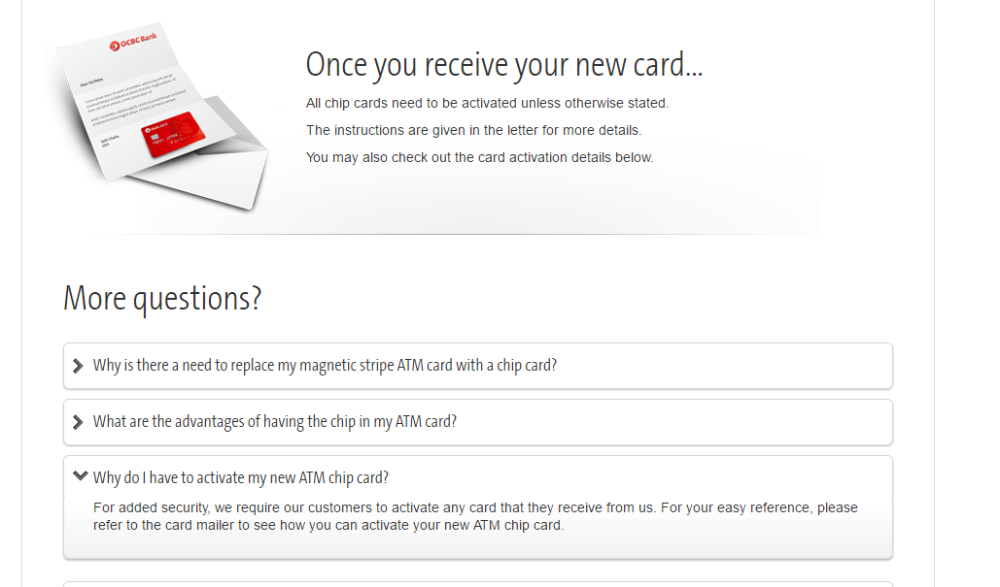 OCBC Bank
Once you receive your new card...
All chip cards need to be activated unless otherwise stated.
The instructions are given in the letter for more details.
You may also check out the card activation details below.
More questions?
Why is there a need to replace my magnetic stripe ATM card with a chip card?
What are the advantages of having the chip in my ATM card?
Why do I have to activate my new ATM chip card?
For added security, we require our customers to activate any card that they receive from us. For your easy reference, please
refer to the card mailer to see how you can activate your new ATM chip card.